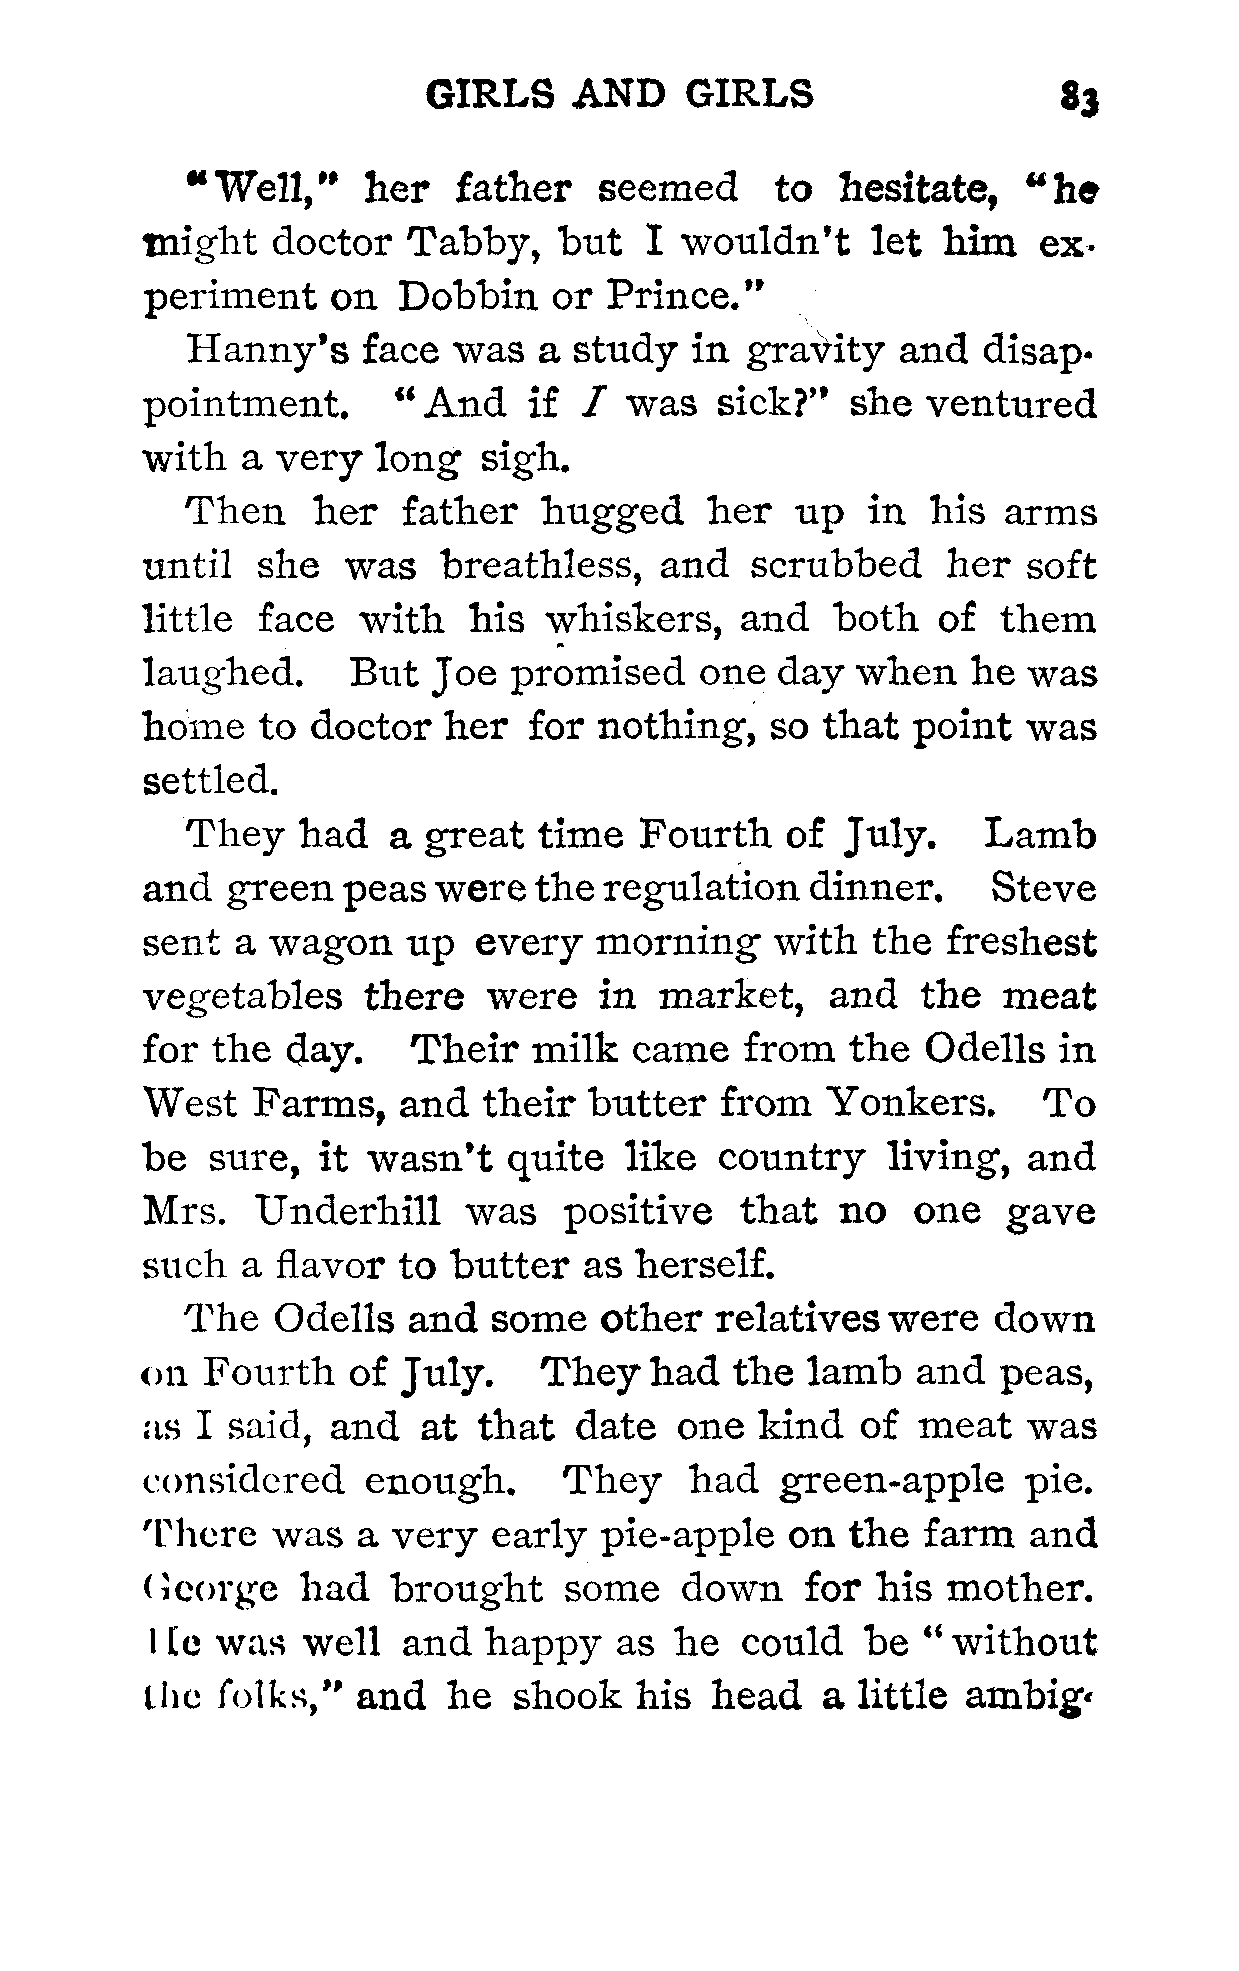 GIRLS AND GIRLS 83
“Well,” her father seemed to hesitate, “he
might doctor Tabby, but I wouldn't let him ex-
periment on Dobbin or Prince.”
Hanny's face was a study in gravity and disap-
pointment. “And if I was sick?” she ventured
with a very long sigh.
Then her father hugged her up in his arms
until she was breathless, and scrubbed her soft
little face with his whiskers, and both of them
laughed. But Joe promised one day when he was
home to doctor her for nothing, so that point was
settled.
They had a great time Fourth of July. Lamb
and green peas were the regulation dinner. Steve
sent a wagon up every morning with the freshest
vegetables there were in market, and the meat
for the day. Their milk came from the Odells in
West Farms, and their butter from Yonkers. To
be sure, it wasn't quite like country living, and
Mrs. Underhill was positive that no one gave
such a flavor to butter as herself.
The Odells and some other relatives were down
on Fourth of July. They had the lamb and peas,
as I said, and at that date one kind of meat was
considered enough. They had green-apple pie.
There was a very early pie-apple on the farm and
George had brought some down for his mother.
He was well and happy as he could be “without
the folks,” and he shook his head a little ambig-